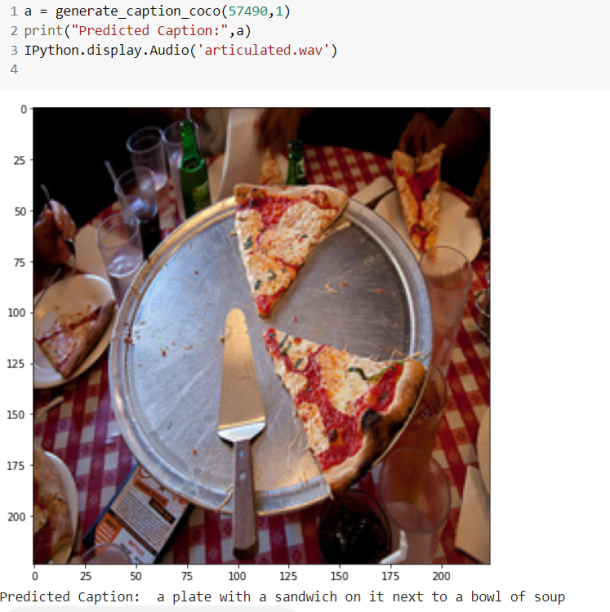 1 a = generate_caption_coco(57490,1)
2 print("Predicted Caption:",a)
3 IPython.display.Audio('articulated.wav')
4
0
25
50
75
100
125
150
175
200
0 25 50 75 100 125 150 175 200
Predicted Caption:  a plate with a sandwich on it next to a bowl of soup